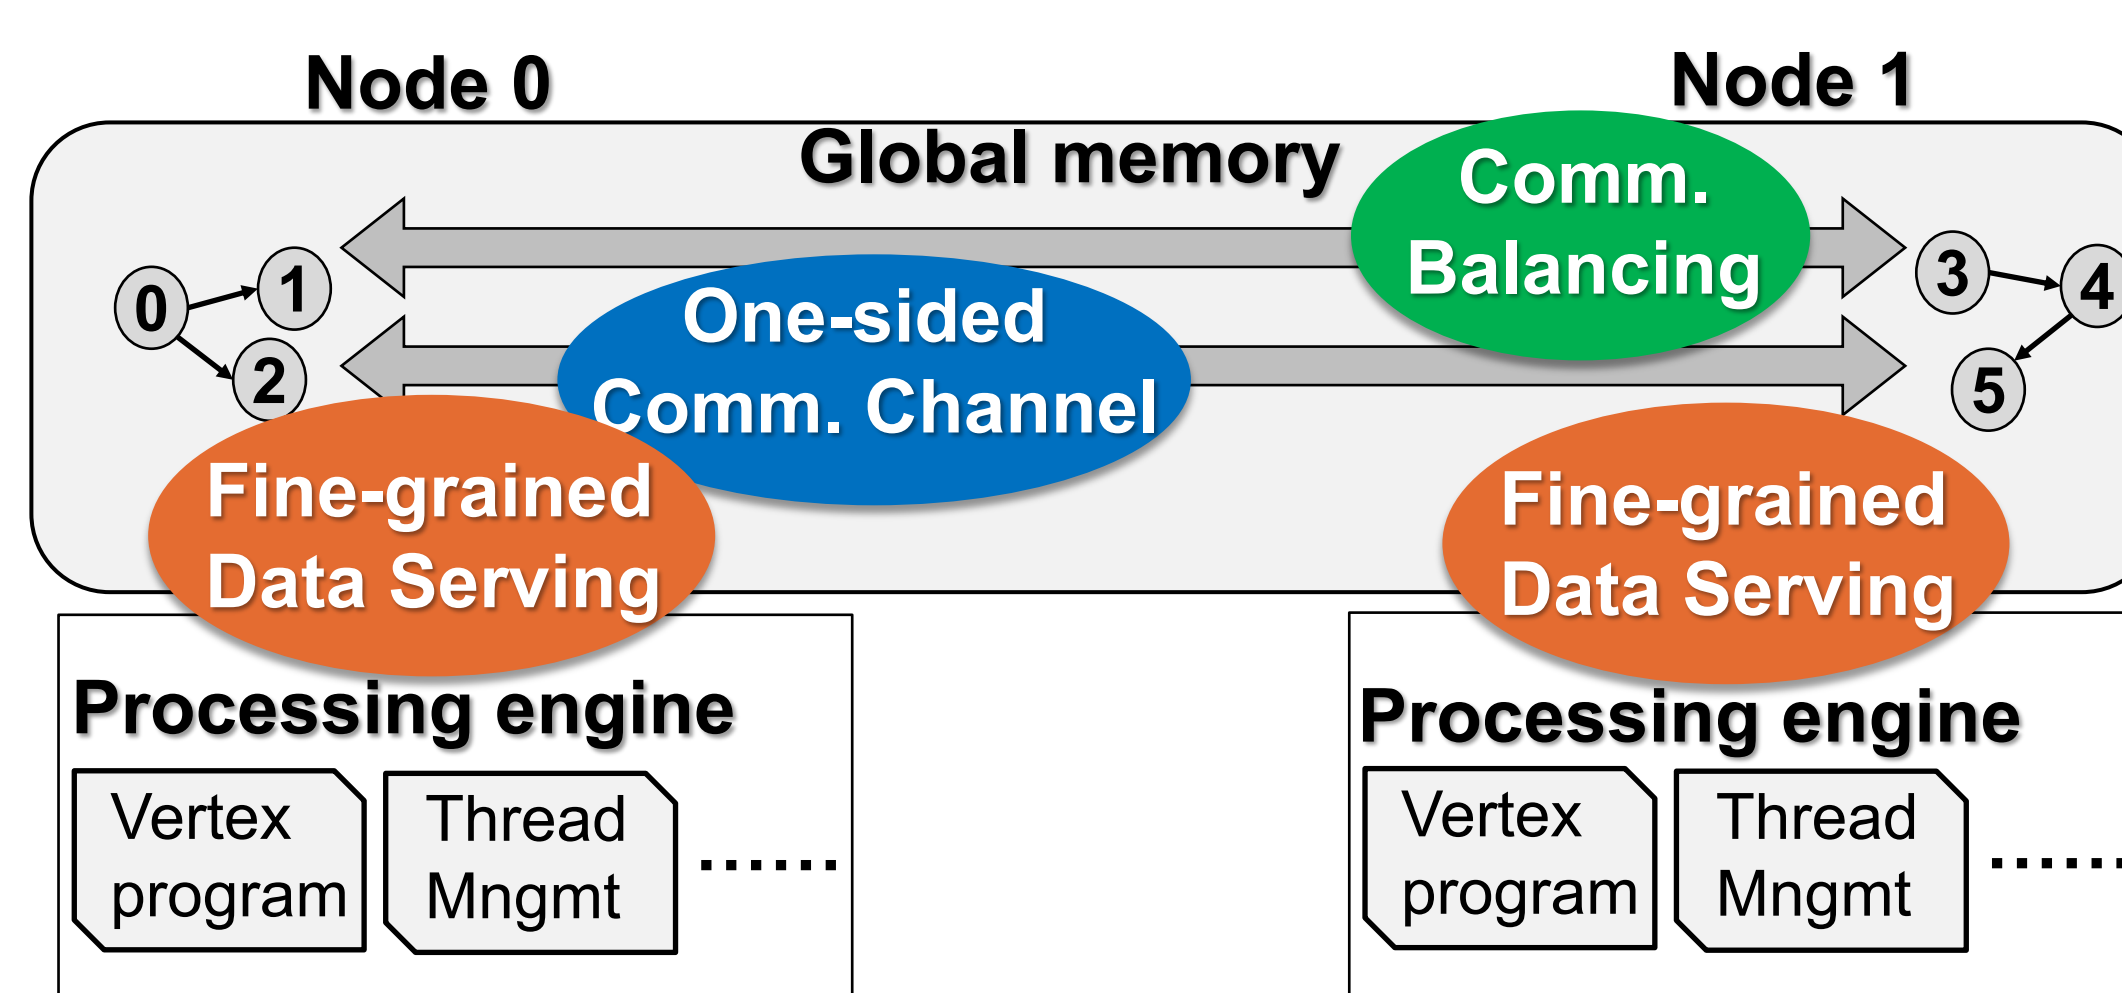 Node 0
Node 1
Global memory
Comm.
Balancing
0
1
2
3
4
5
One-sided
Comm. Channel
Fine-grained
Data Serving
Fine-grained
Data Serving
Processing engine
Vertex
program
Thread
Mngmt
......
Processing engine
Vertex
program
Thread
Mngmt
......